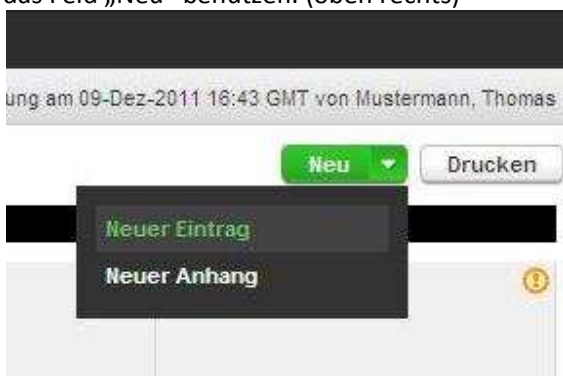 das Feld „Neu“ benutzen. (oben rechts)
ung am 09-Dez-2011 16:43 GMT von Mustermann, Thomas
Neu
Drucken
Neuer Eintrag
Neuer Anhang